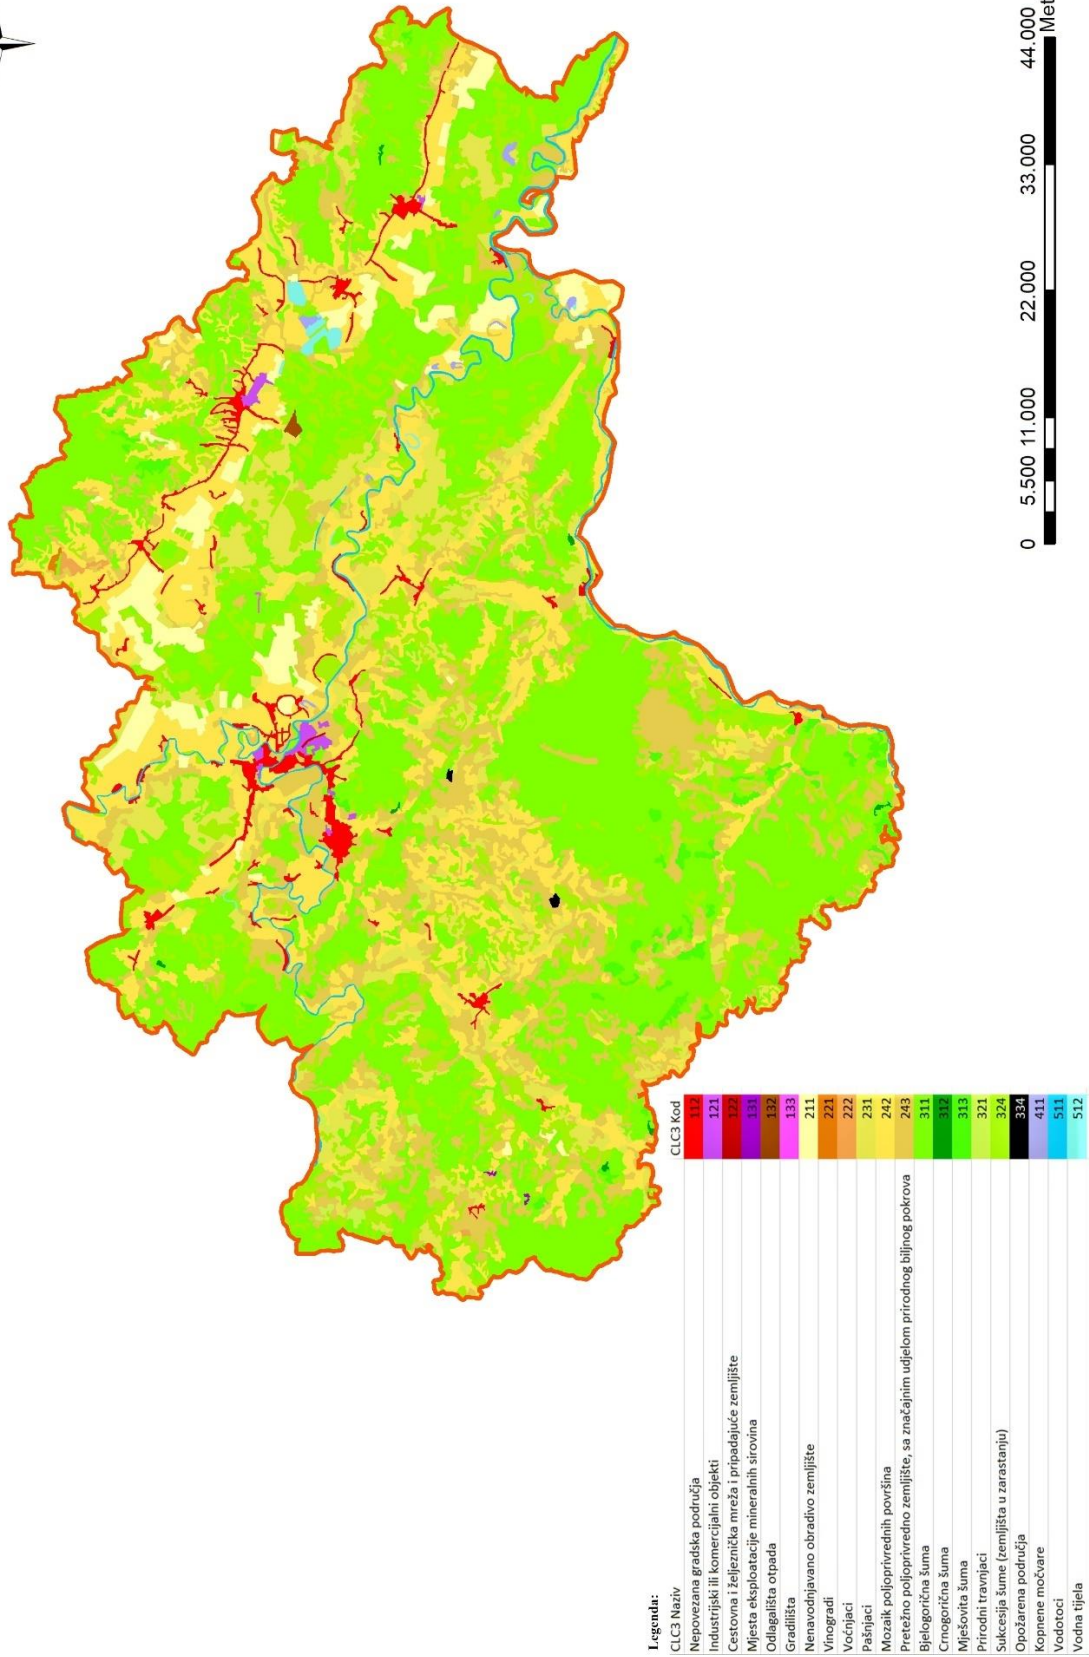 Legenda:
CLC3 Naziv CLC3 Kod
Nepovezana gradska područja 112
Industrijski ili komercijalni objekti 121
Cestovna i željeznička mreža i pripadajuće zemljište 122
Mjesta eksploatacije mineralnih sirovina 131
Odlagališta otpada 132
Gradilišta 133
Nenavodnjavano obradivo zemljište 211
Vinogradi 221
Voćnjaci 222
Pašnjaci 231
Mozaik poljoprivrednih površina 242
Pretežno poljoprivredno zemljište, sa značajnim udjelom prirodnog biljnog pokrova 243
Bjelogorična šuma 311
Crnogorična šuma 312
Mješovita šuma 313
Prirodni travnjaci 321
Sukcesija šume (zemljišta u zarastanju) 324
Opožarena područja 334
Kopnene močvare 411
Vodotoci 511
Vodna tijela 512
0 5.500 11.000 22.000 33.000 44.000
Met